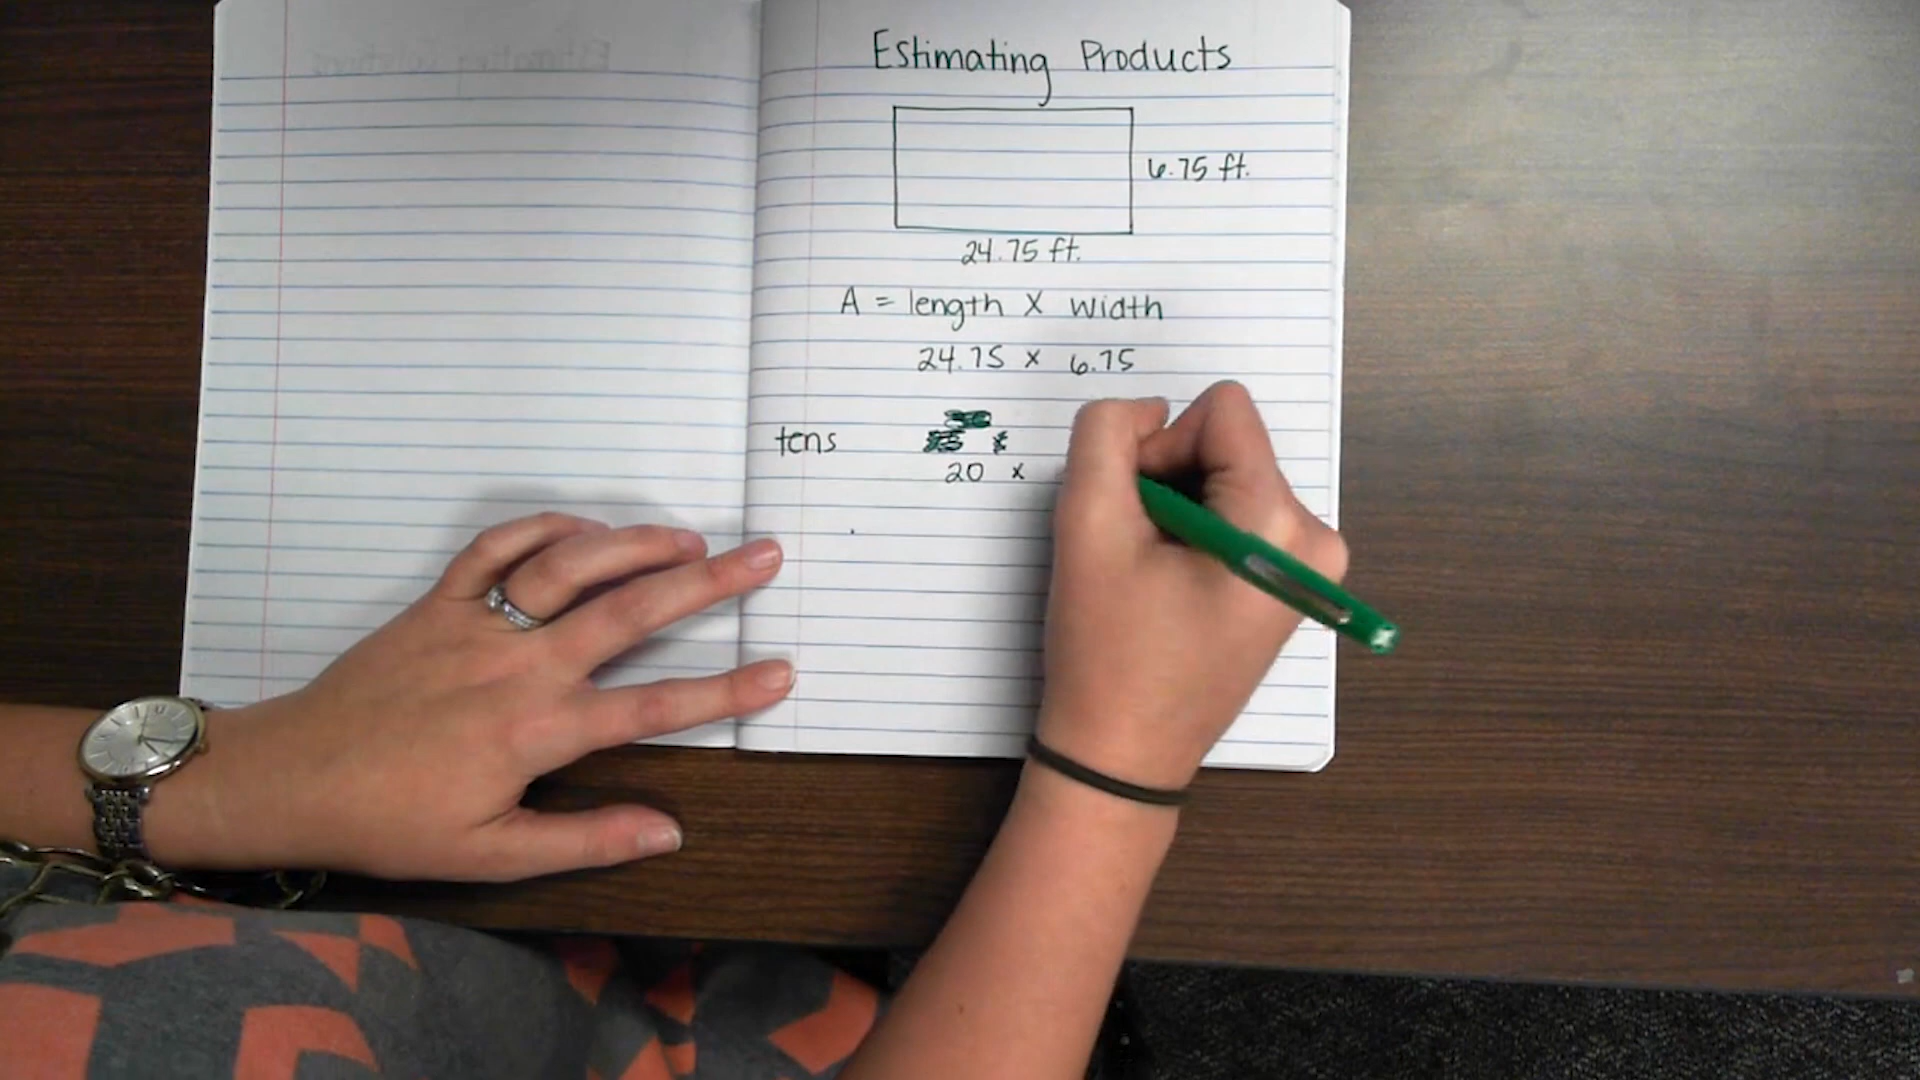 Estimating Products
6.75 ft.
24.75 ft.
A = length x width
24.75 x 6.75
tens
20 x